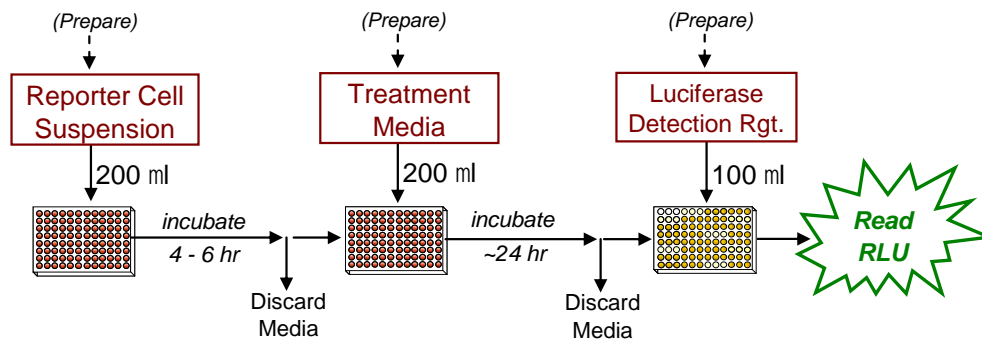 (Prepare)
Reporter Cell
Suspension
200 ml
incubate
4 - 6 hr
Discard
Media
(Prepare)
Treatment
Media
200 ml
incubate
~24 hr
Discard
Media
(Prepare)
Luciferase
Detection Rgt.
100 ml
Read
RLU